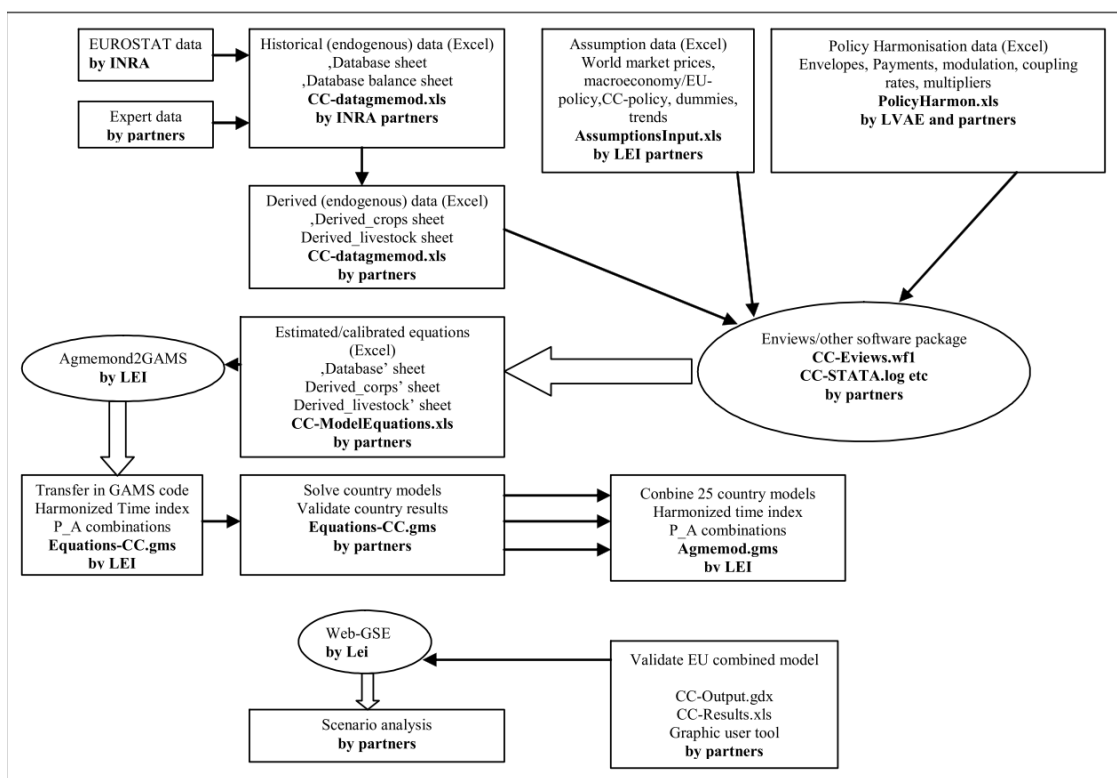 EUROSTAT data
by INRA
Expert data
by partners
Historical (endogenous) data (Excel)
,Database sheet
,Database balance sheet
CC-datagmemod.xls
by INRA partners
Assumption data (Excel)
World market prices,
macroeconomy/EU-
policy,CC-policy, dummies,
trends
AssumptionsInput.xls
by LEI partners
Policy Harmonisation data (Excel)
Envelopes, Payments, modulation, coupling
rates, multipliers
PolicyHarmon.xls
by LVAE and partners
Derived (endogenous) data (Excel)
,Derived_crops sheet
Derived_livestock sheet
CC-datagmemod.xls
by partners
Enviews/other software package
CC-Eviews.wf1
CC-STATA.log etc
by partners
Estimated/calibrated equations
(Excel)
,Database’ sheet
Derived_corps’ sheet
Derived_livestock’ sheet
CC-ModelEquations.xls
by partners
Agmemond2GAMS
by LEI
Transfer in GAMS code
Harmonized Time index
P_A combinations
Equations-CC.gms
by LEI
Solve country models
Validate country results
Equations-CC.gms
by partners
Conbine 25 country models
Harmonized time index
P_A combinations
Agmemod.gms
by LEI
Web-GSE
by Lei
Validate EU combined model
CC-Output.gdx
CC-Results.xls
Graphic user tool
by partners
Scenario analysis
by partners